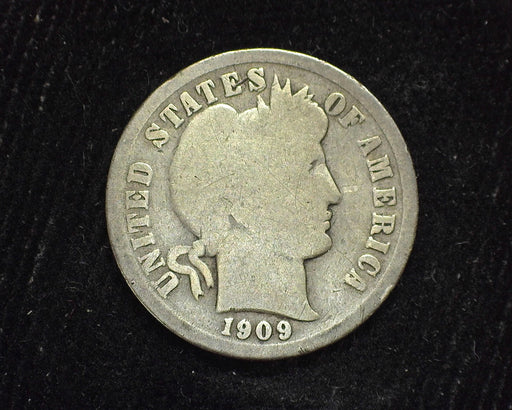 UNITED STATES OF AMERICA
1909